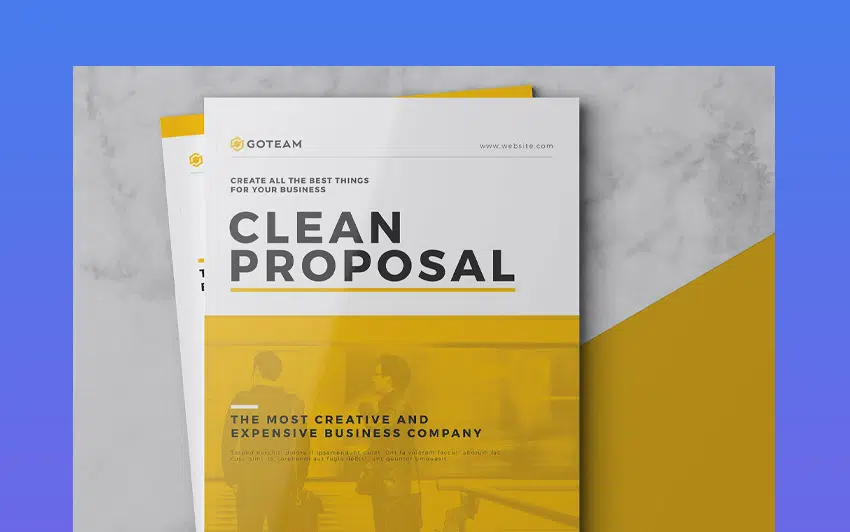 GOTEAM
www.website.com
CREATE ALL THE BEST THINGS
FOR YOUR BUSINESS
CLEAN
PROPOSAL
THE MOST CREATIVE AND
EXPENSIVE BUSINESS COMPANY